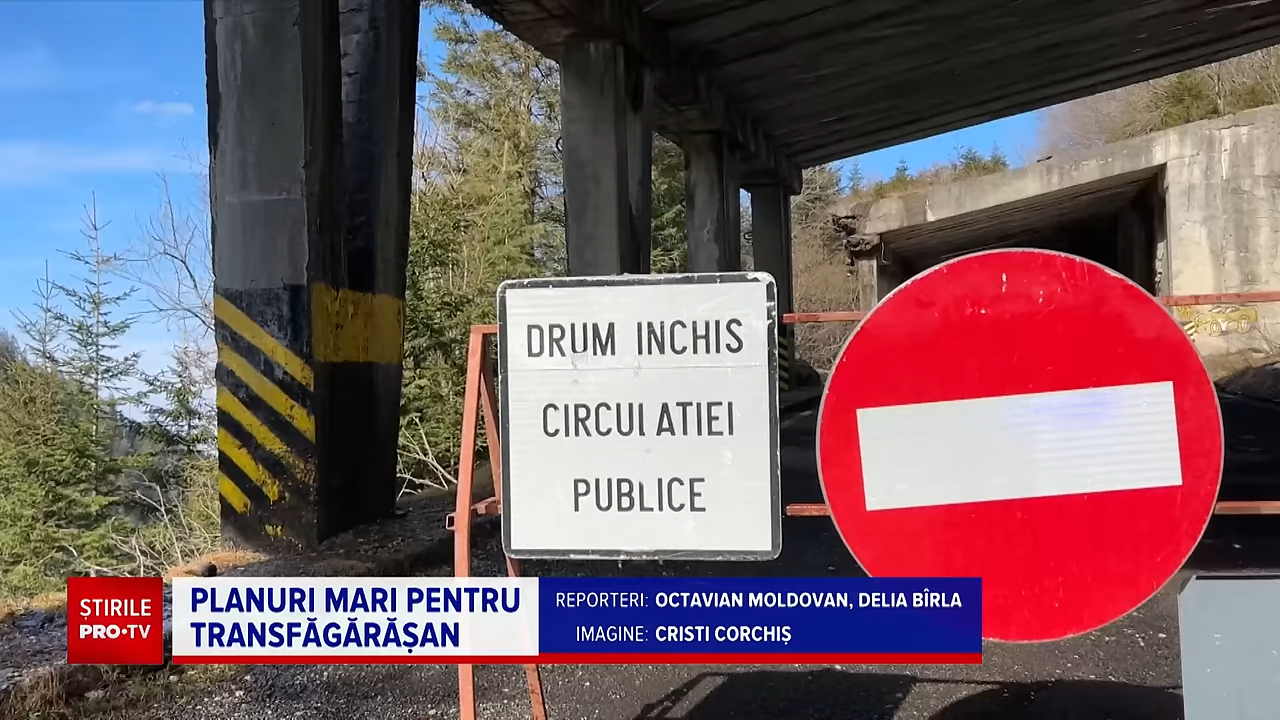 DRUM INCHIS
CIRCULATIEI
PUBLICE
ȘTIRILE
PRO•TV
PLANURI MARI PENTRU
TRANSFĂGĂRĂȘAN
REPORTERI: OCTAVIAN MOLDOVAN, DELIA BÎRLA
IMAGINE: CRISTI CORCHIȘ